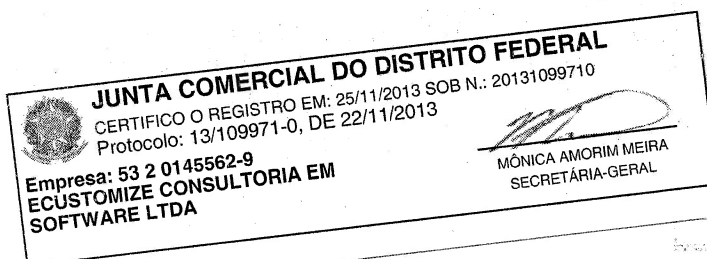 JUNTA COMERCIAL DO DISTRITO FEDERAL
CERTIFICO O REGISTRO EM: 25/11/2013 SOB N.: 20131099710
Protocolo: 13/109971-0, DE 22/11/2013
Empresa: 53 2 0145562-9
ECUSTOMIZE CONSULTORIA EM
SOFTWARE LTDA
MÔNICA AMORIM MEIRA
SECRETÁRIA-GERAL